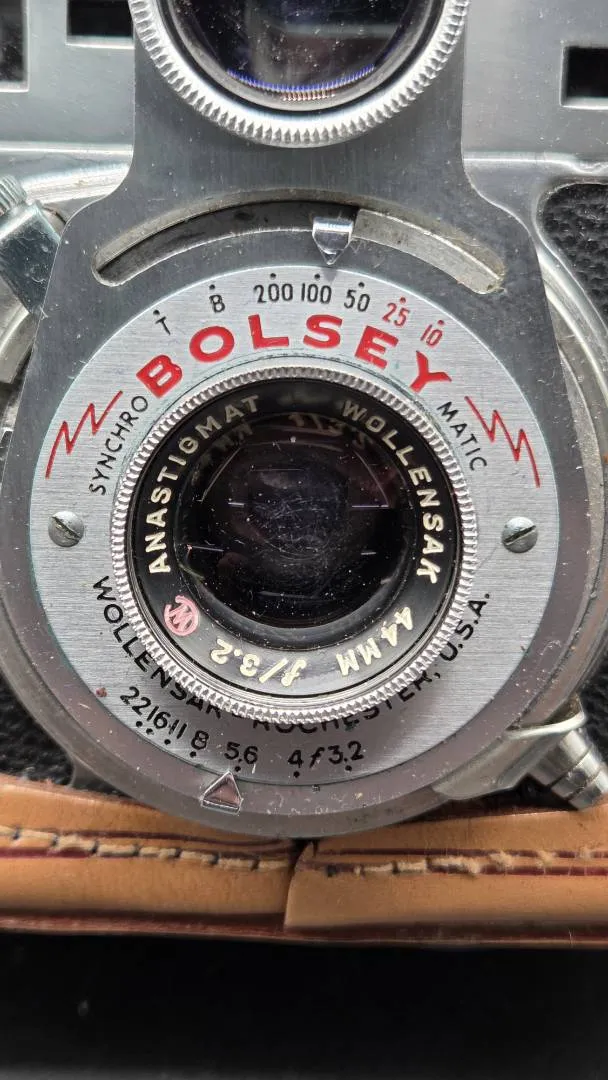 T B 200 100 50 25 10
BOLSEY
SYNCHRO MATIC
ANASTIGMAT WOLLENSAK
44MM f/3.2
W
WOLLENSAK - ROCHESTER, U.S.A.
22 16 11 8 5.6 4 f 3.2